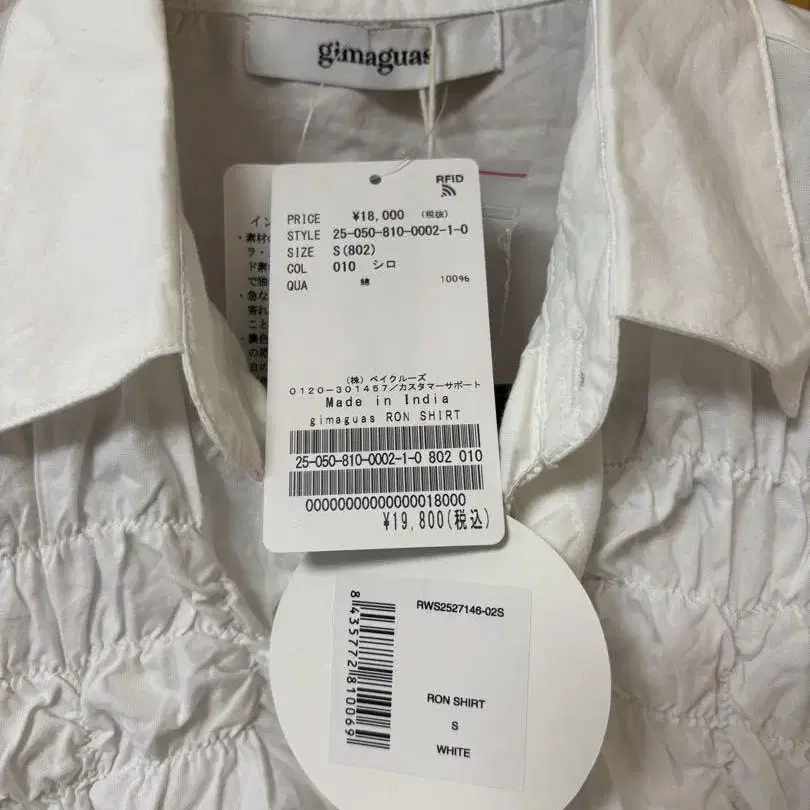 gimaguas
RFID
PRICE ¥18,000 (税抜)
STYLE 25-050-810-0002-1-0
SIZE S(802)
COL 010 シロ
QUA 綿 100%
(株)ベイクルーズ
0120-301457/カスタマーサポート
Made in India
gimaguas RON SHIRT
25-050-810-0002-1-0 802 010
0000000000000018000
¥19,800(税込)
RWS2527146-02S
8435772810069
RON SHIRT
S
WHITE